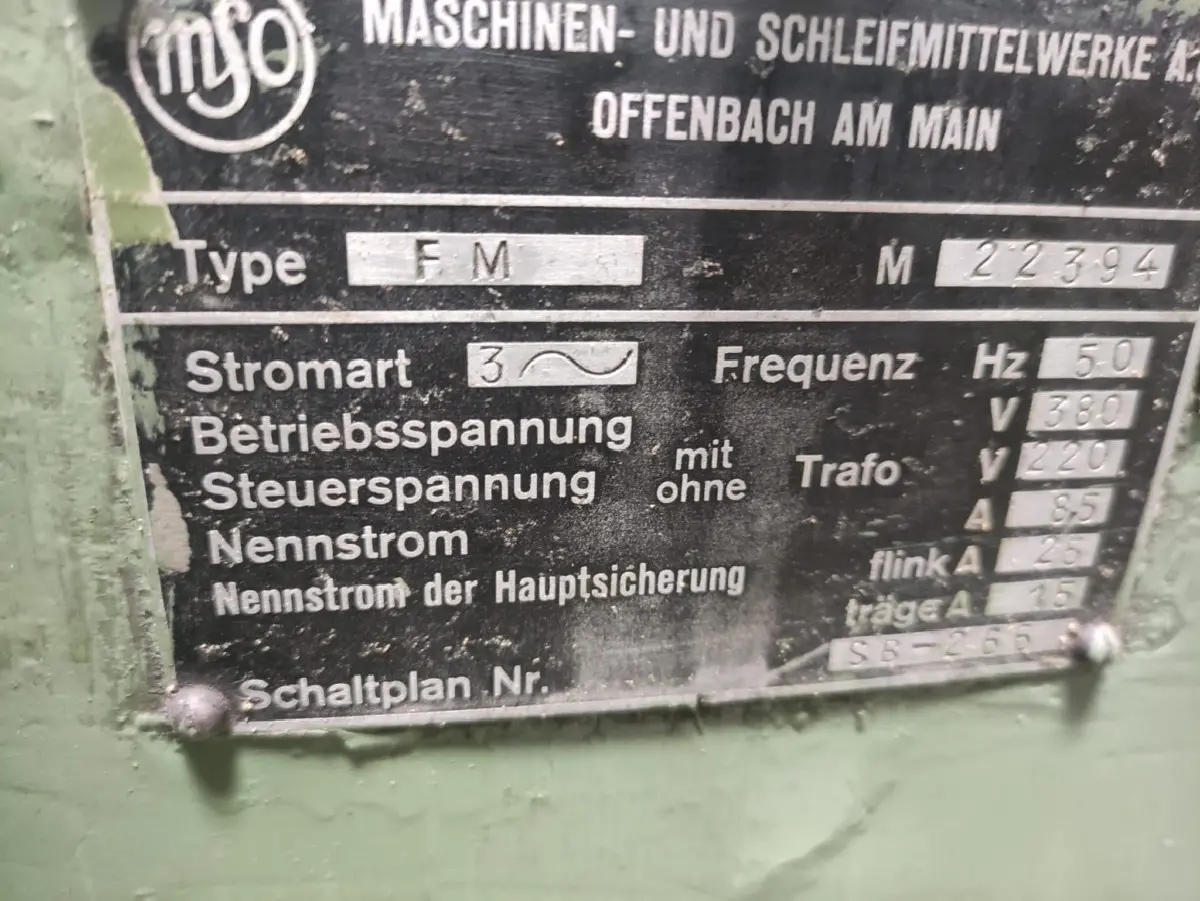 mso
MASCHINEN- UND SCHLEIFMITTELWERKE A.
OFFENBACH AM MAIN
Type FM M 22394
Stromart 3~ Frequenz Hz 50
Betriebsspannung V 380
Steuerspannung mit ohne Trafo V 220
Nennstrom A 8,5
Nennstrom der Hauptsicherung flink A 25
träge A 15
Schaltplan Nr. SB-266